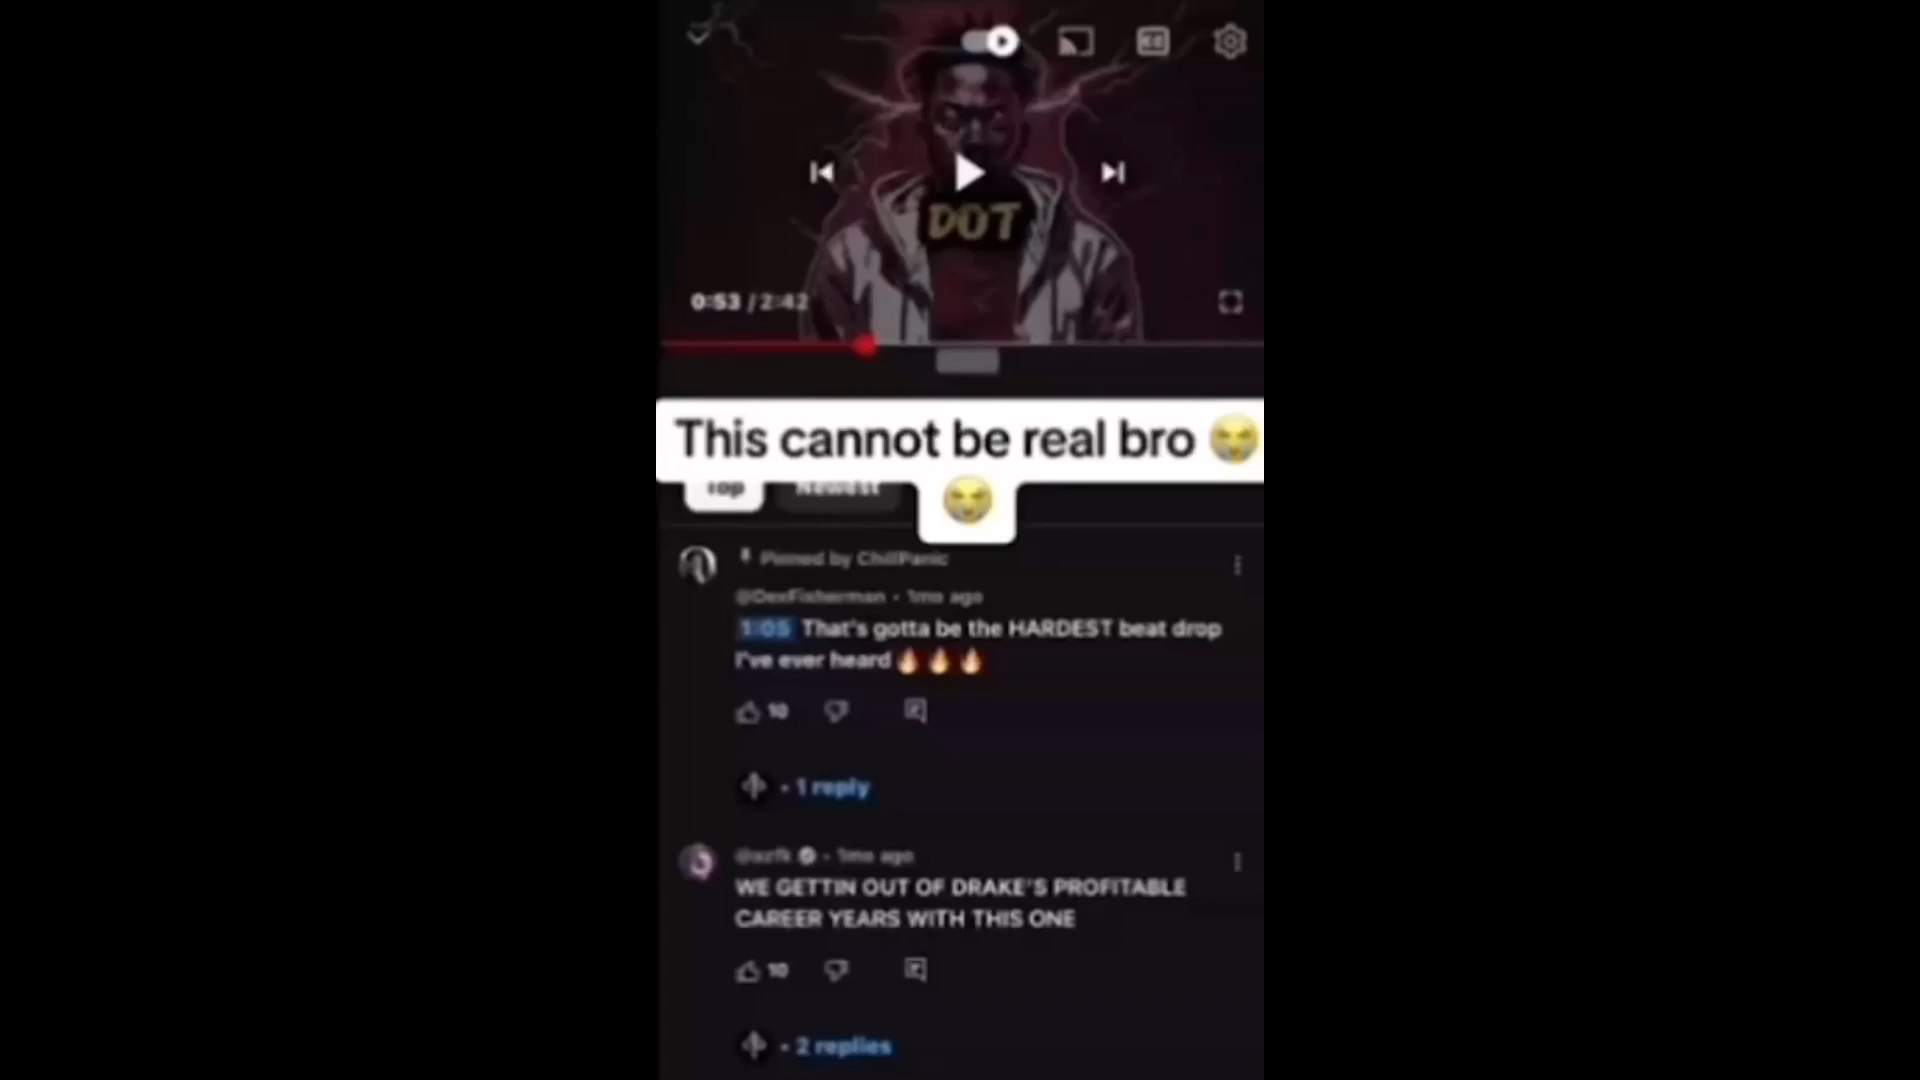 DOT
0:53 / 2:42
This cannot be real bro 😭
😭
Top Newest
Pinned by ChillPanic
@DexFisherman • 1mo ago
1:05 That's gotta be the HARDEST beat drop
I've ever heard 🔥🔥🔥
10
• 1 reply
• 1mo ago
WE GETTIN OUT OF DRAKE'S PROFITABLE
CAREER YEARS WITH THIS ONE
10
• 2 replies